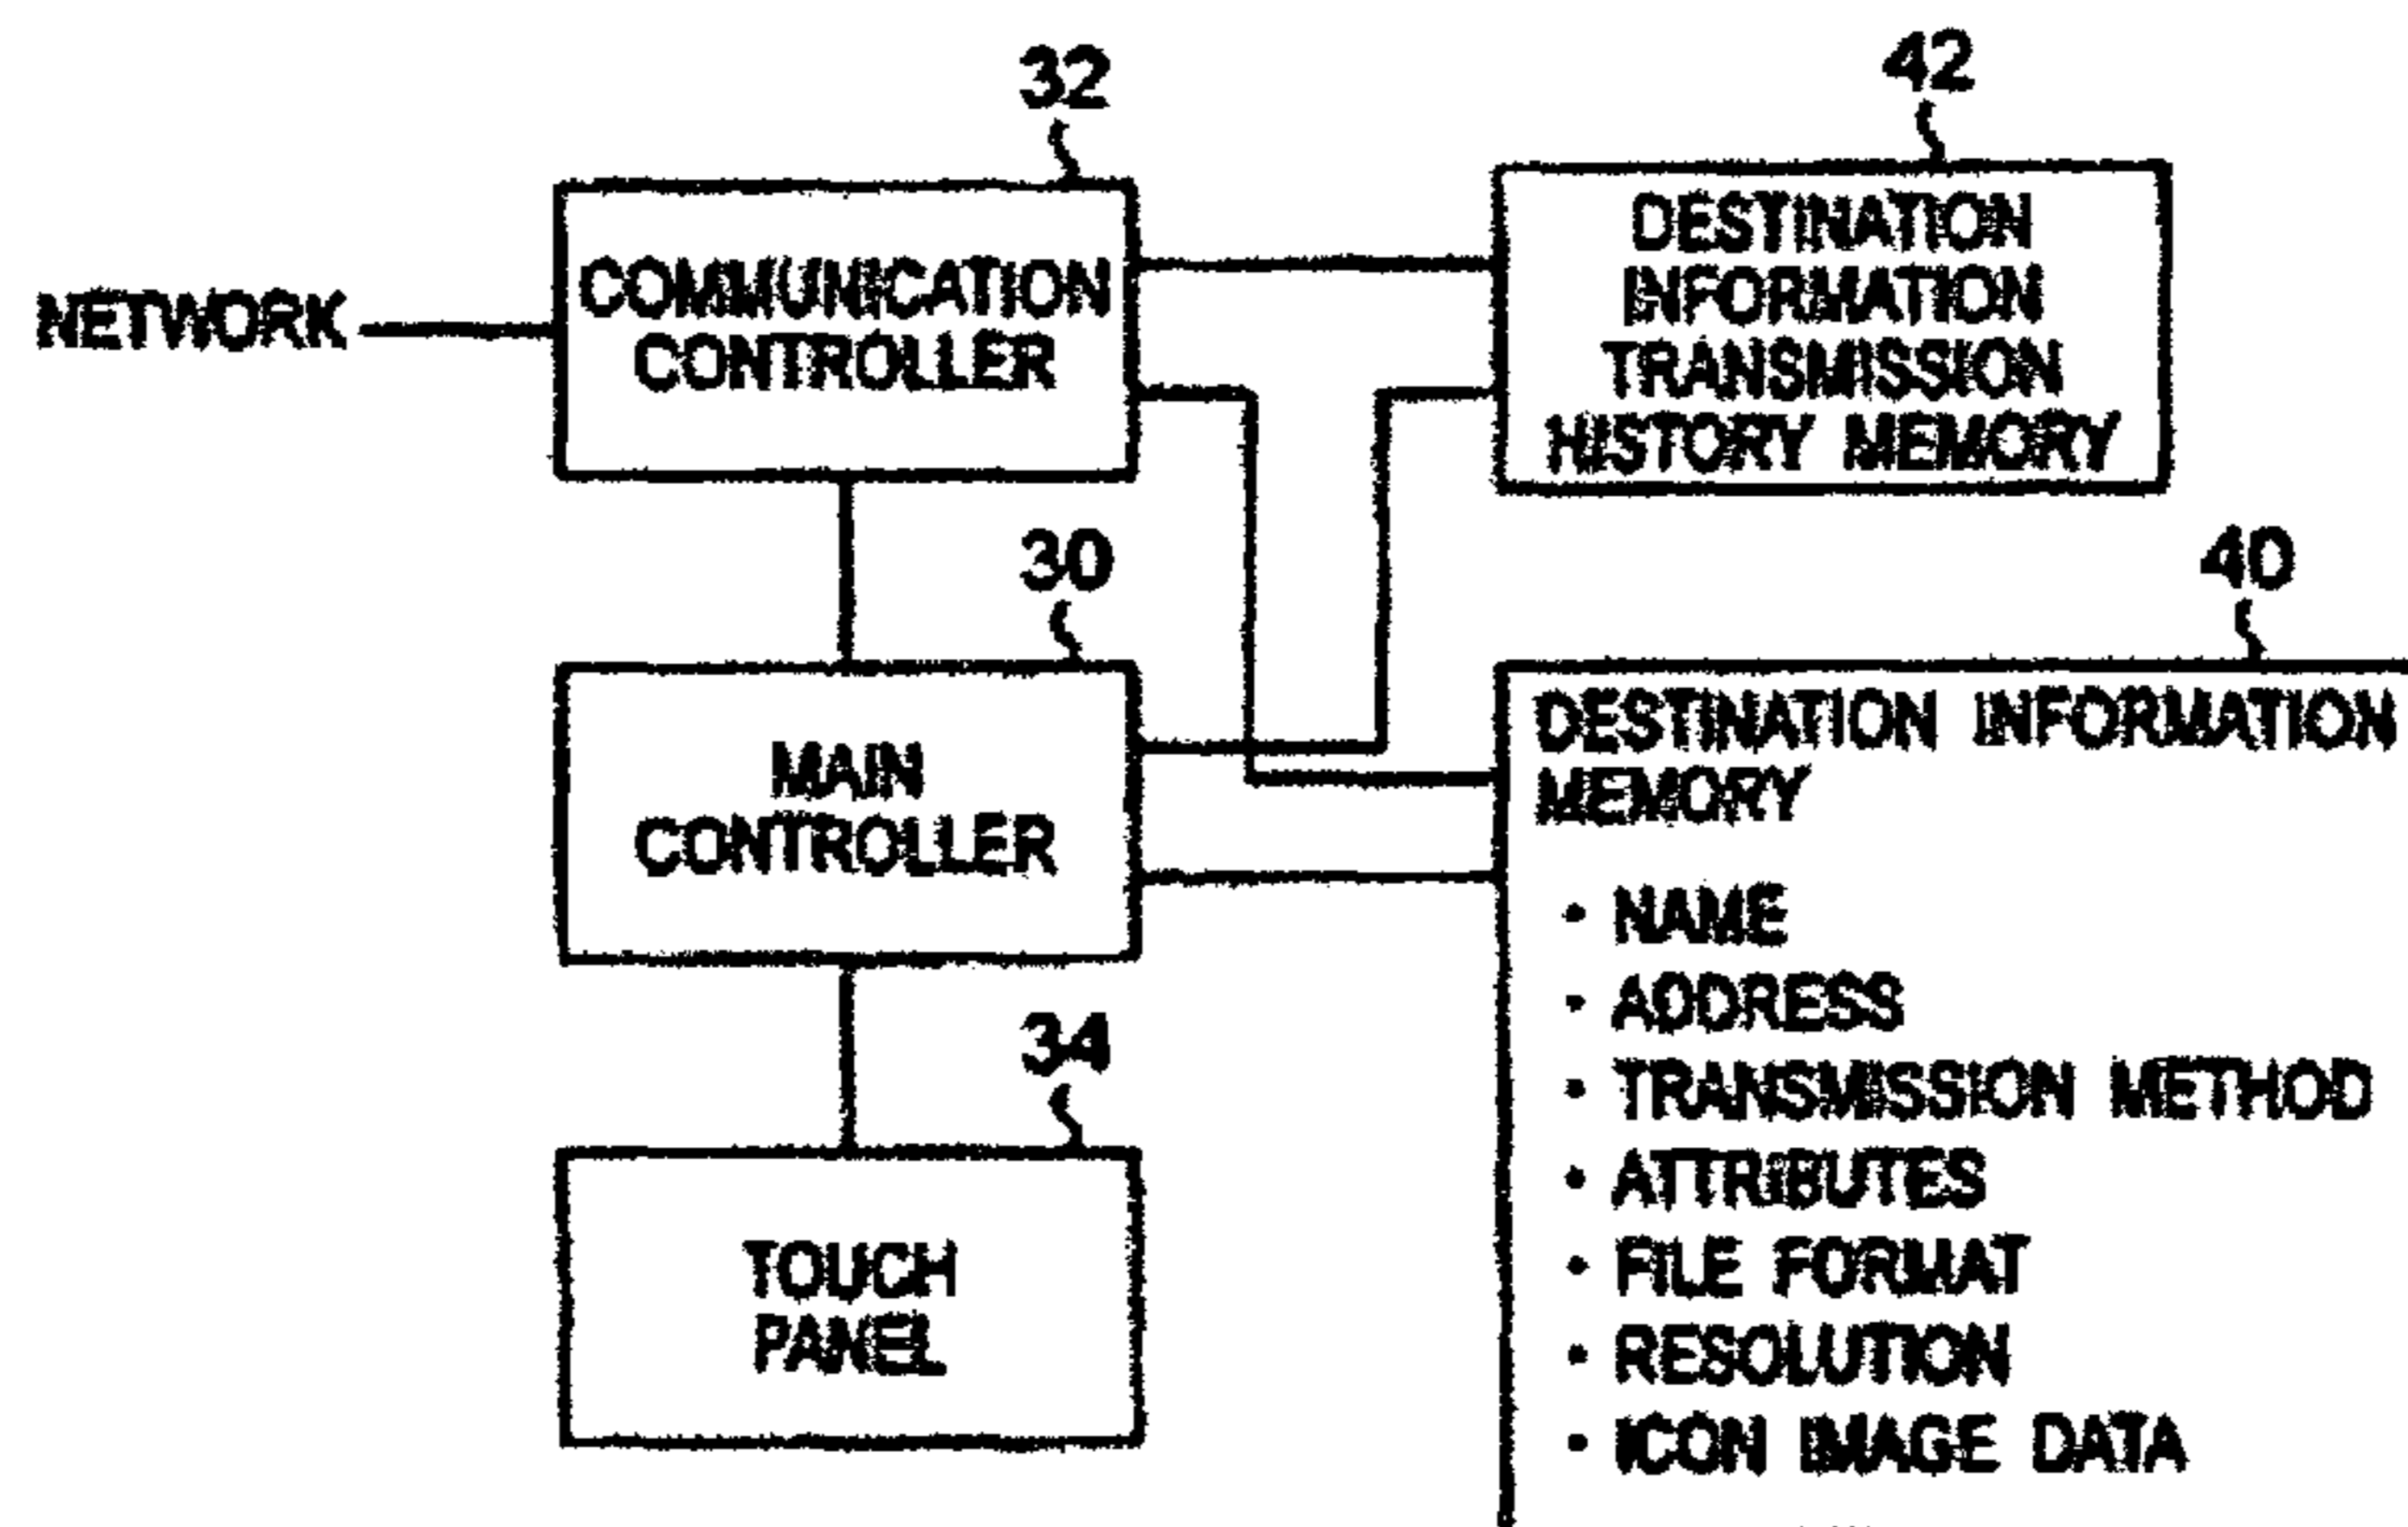 32
42
NETWORK
COMMUNICATION
CONTROLLER
DESTINATION
INFORMATION
TRANSMISSION
HISTORY MEMORY
30
40
MAIN
CONTROLLER
DESTINATION INFORMATION
MEMORY
• NAME
• ADDRESS
• TRANSMISSION METHOD
• ATTRIBUTES
• FILE FORMAT
• RESOLUTION
• ICON IMAGE DATA
34
TOUCH
PANEL